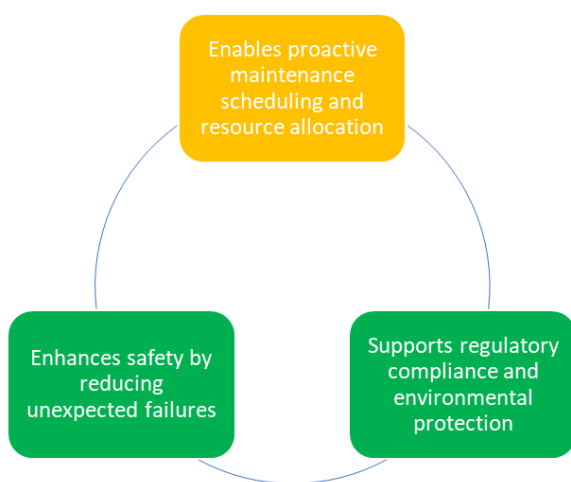 Enables proactive
maintenance
scheduling and
resource allocation
Enhances safety by
reducing
unexpected failures
Supports regulatory
compliance and
environmental
protection